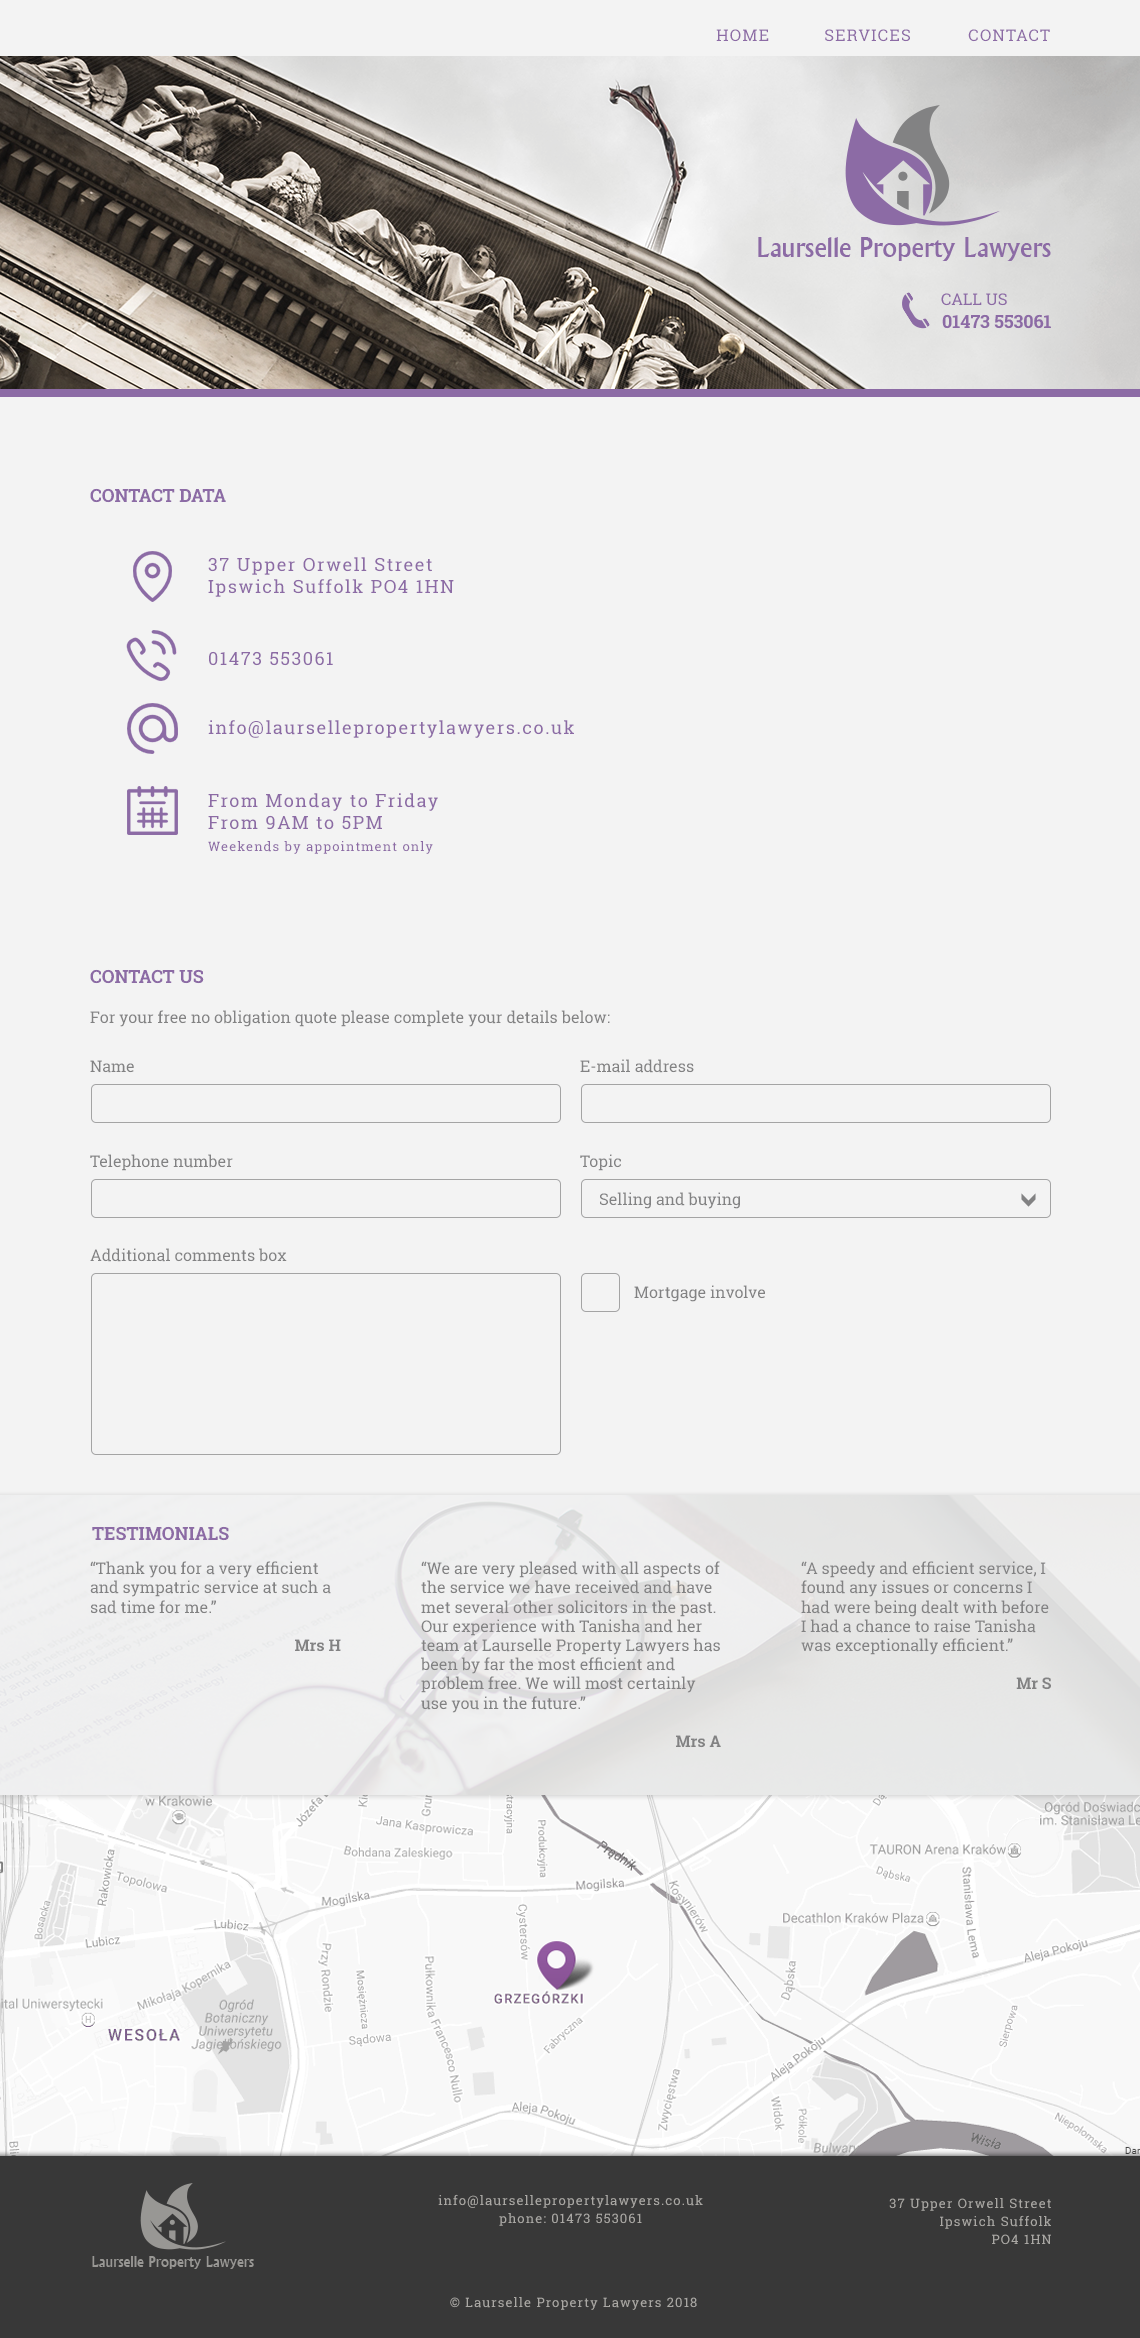 HOME SERVICES CONTACT
Laurselle Property Lawyers
CALL US
01473 553061
CONTACT DATA
37 Upper Orwell Street
Ipswich Suffolk PO4 1HN
01473 553061
info@laursellepropertylawyers.co.uk
From Monday to Friday
From 9AM to 5PM
Weekends by appointment only
CONTACT US
For your free no obligation quote please complete your details below:
Name
E-mail address
Telephone number
Topic
Selling and buying
Additional comments box
Mortgage involve
TESTIMONIALS
“Thank you for a very efficient
and sympatric service at such a
sad time for me.”
Mrs H
“We are very pleased with all aspects of
the service we have received and have
met several other solicitors in the past.
Our experience with Tanisha and her
team at Laurselle Property Lawyers has
been by far the most efficient and
problem free. We will most certainly
use you in the future.”
Mrs A
“A speedy and efficient service, I
found any issues or concerns I
had were being dealt with before
I had a chance to raise Tanisha
was exceptionally efficient.”
Mr S
w Krakowie
Józefa
Jana Kasprowicza
Bohdana Zaleskiego
Produkcyjna
Prądnik
Kosynierów
Ogród Doświadc
im. Stanisława Le
TAURON Arena Kraków
Dąbska
Stanisława Lema
Rakowicka
Topolowa
Bosacka
Mogilska
Mogilska
Lubicz
Lubicz
Cystersów
Decathlon Kraków Plaza
Aleja Pokoju
Przy Rondzie
Mosiężnicza
Pułkownika Francesco Nullo
Dąbska
GRZEGÓRZKI
Mikołaja Kopernika
ital Uniwersytecki
H
WESOŁA
Ogród
Botaniczny
Uniwersytetu
Jagiellońskiego
Sądowa
Fabryczna
Sierpowa
Aleja Pokoju
Aleja Pokoju
Zwycięstwa
Widok
Półkole
Bulwan
Wisła
Niepołomska
Dar
info@laursellepropertylawyers.co.uk
phone: 01473 553061
37 Upper Orwell Street
Ipswich Suffolk
PO4 1HN
Laurselle Property Lawyers
© Laurselle Property Lawyers 2018